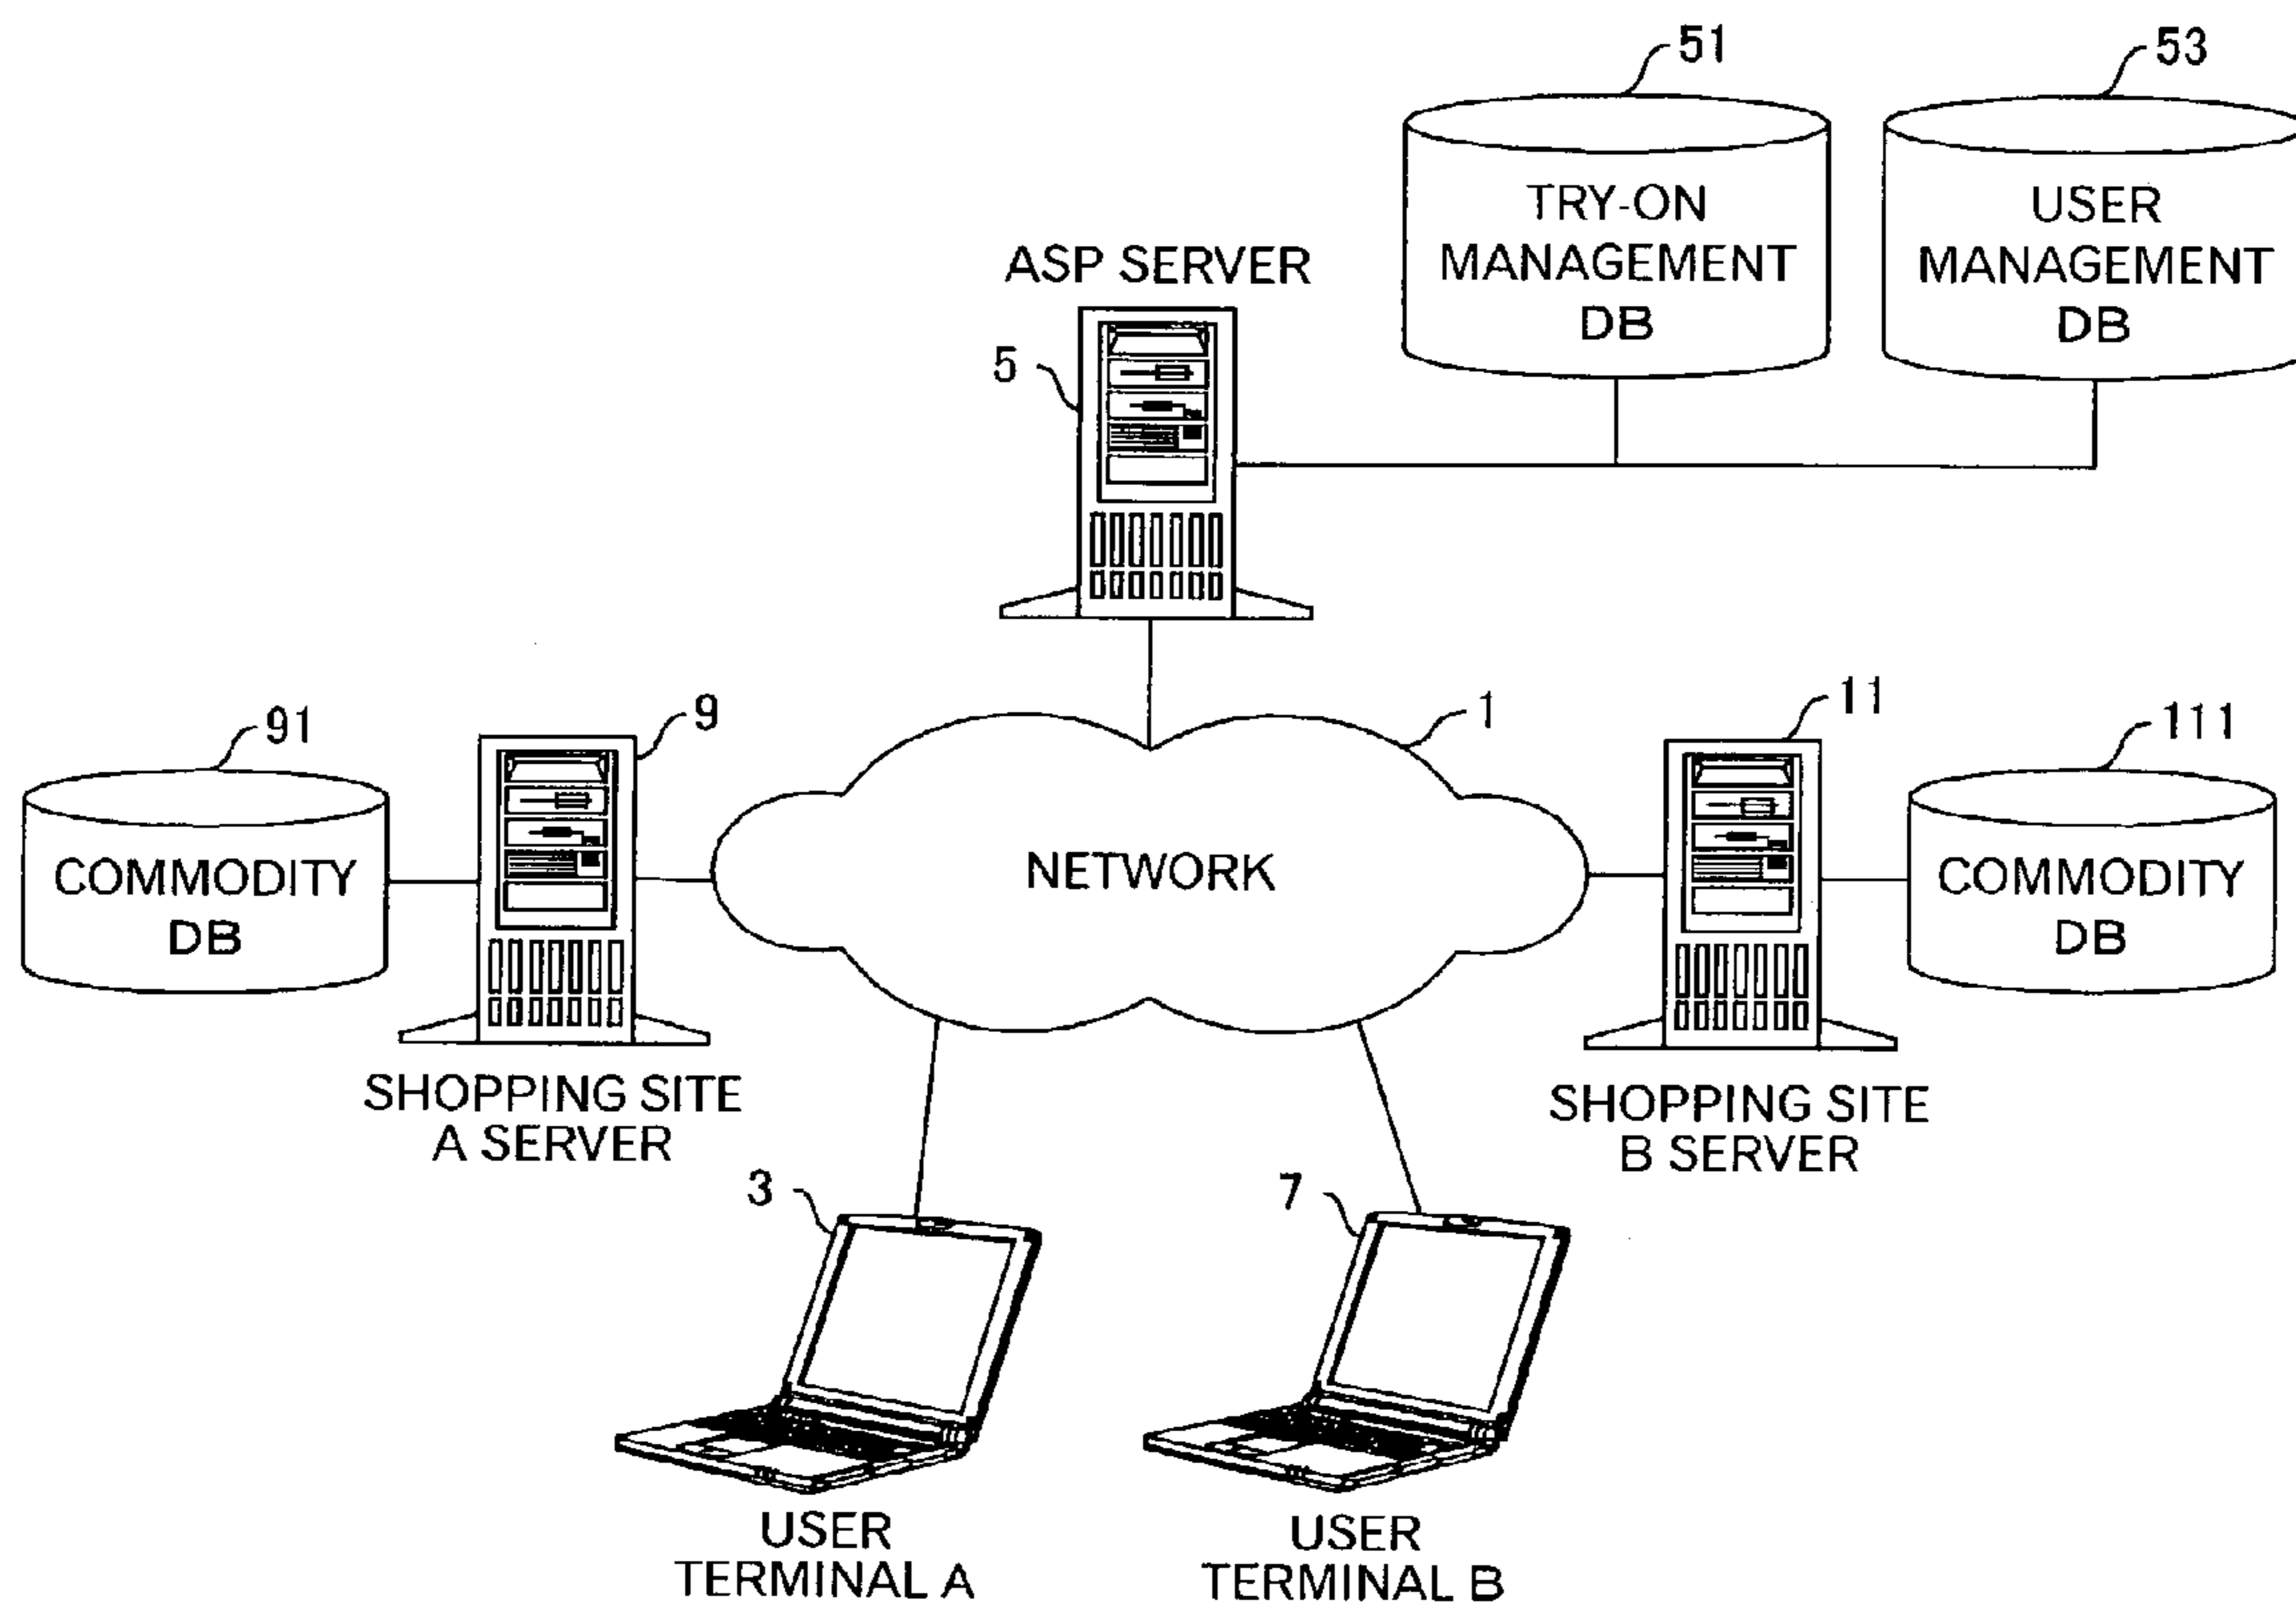 51
53
TRY-ON
MANAGEMENT
DB
USER
MANAGEMENT
DB
ASP SERVER
5
91
9
1
11
111
COMMODITY
DB
NETWORK
COMMODITY
DB
SHOPPING SITE
A SERVER
SHOPPING SITE
B SERVER
3
7
USER
TERMINAL A
USER
TERMINAL B